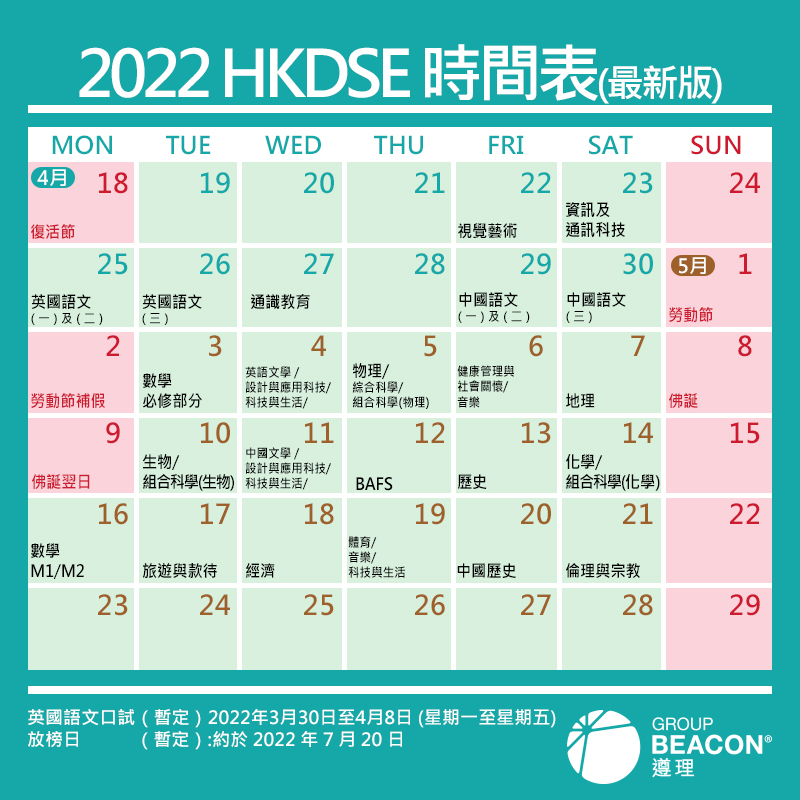 2022 HKDSE 時間表(最新版)
MON TUE WED THU FRI SAT SUN
4月 18 19 20 21 22 23 24
復活節
視覺藝術
資訊及
通訊科技
25 26 27 28 29 30 5月 1
英國語文
(一)及(二)
英國語文
(三)
通識教育
中國語文
(一)及(二)
中國語文
(三)
勞動節
2 3 4 5 6 7 8
勞動節補假
數學
必修部分
英語文學 /
設計與應用科技/
科技與生活/
物理/
綜合科學/
組合科學(物理)
健康管理與
社會關懷/
音樂
地理
佛誕
9 10 11 12 13 14 15
佛誕翌日
生物/
組合科學(生物)
中國文學 /
設計與應用科技/
科技與生活/
BAFS
歷史
化學/
組合科學(化學)
16 17 18 19 20 21 22
數學
M1/M2
旅遊與款待
經濟
體育/
音樂/
科技與生活
中國歷史
倫理與宗教
23 24 25 26 27 28 29
英國語文口試(暫定)2022年3月30日至4月8日 (星期一至星期五)
放榜日 (暫定):約於 2022 年 7 月 20 日
GROUP
BEACON®
遵理